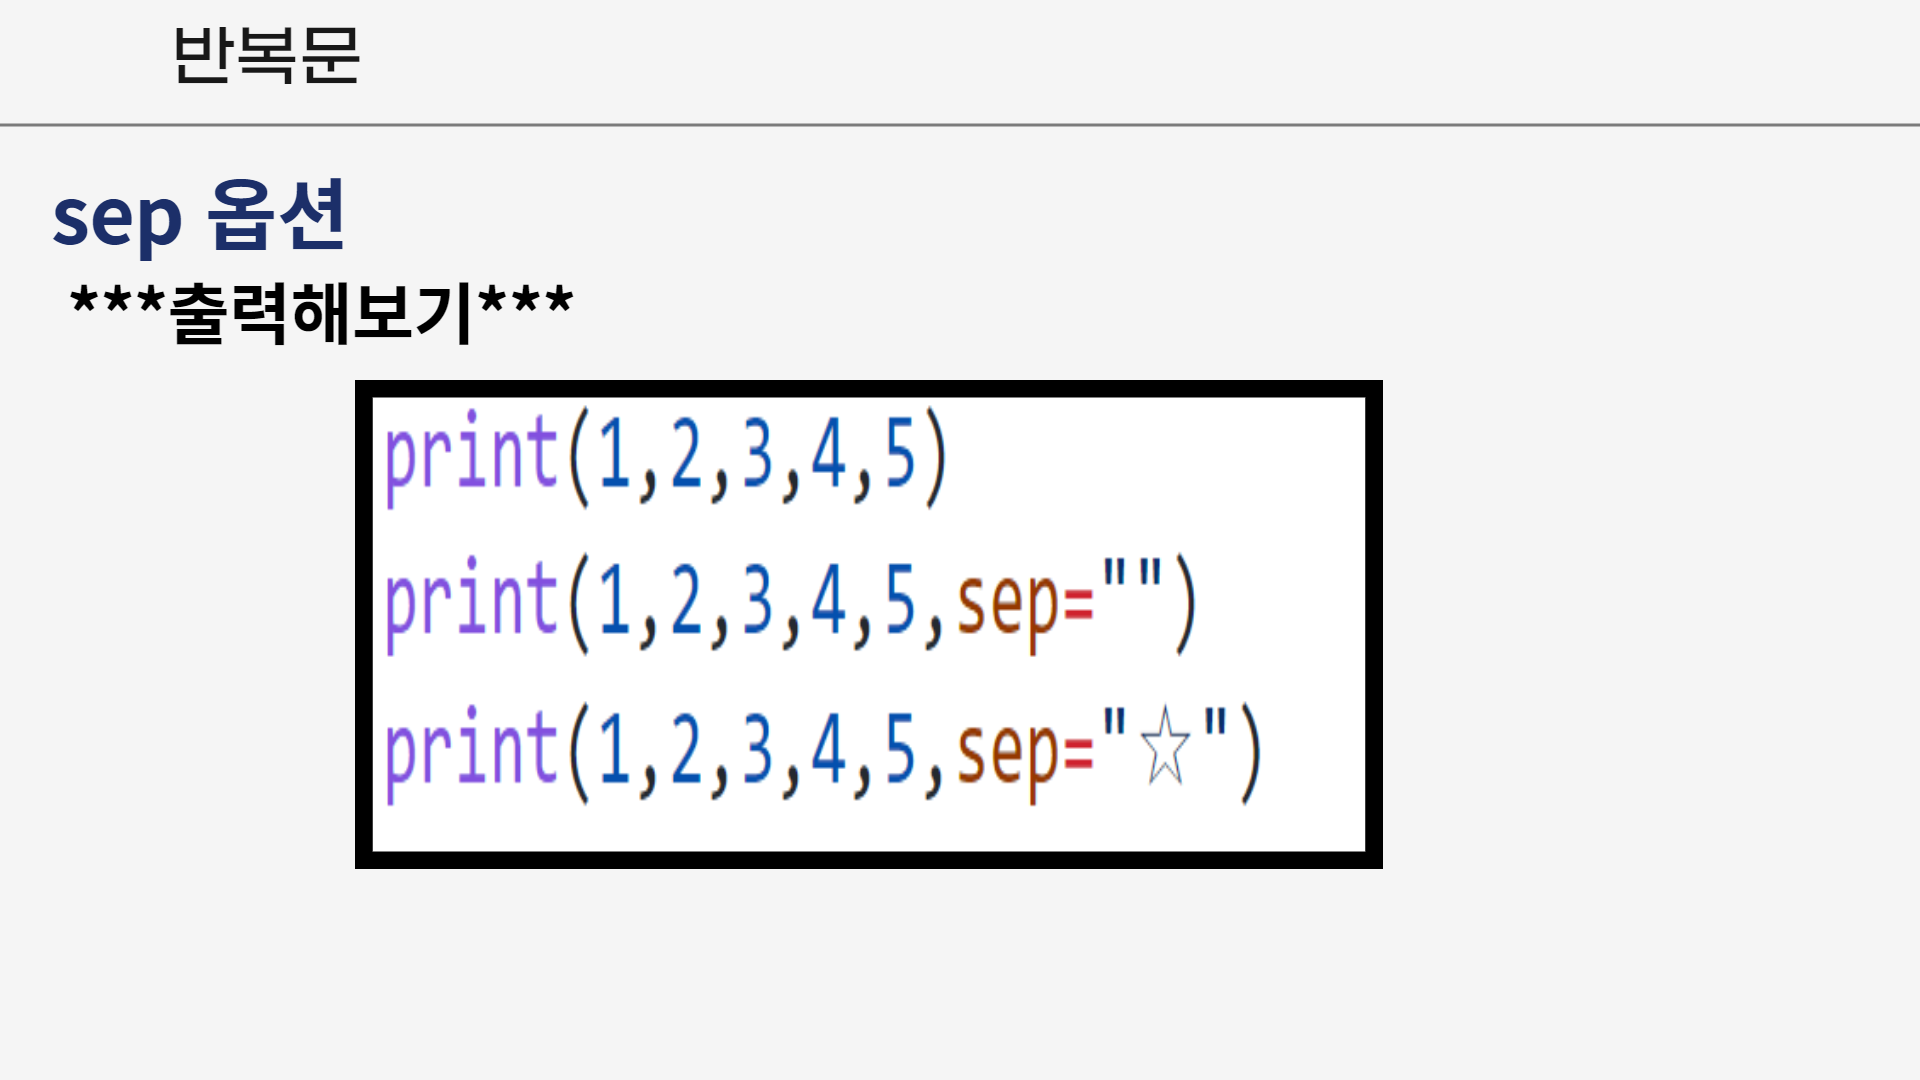 반복문
sep 옵션
***출력해보기***
print(1,2,3,4,5)
print(1,2,3,4,5,sep="")
print(1,2,3,4,5,sep="☆")